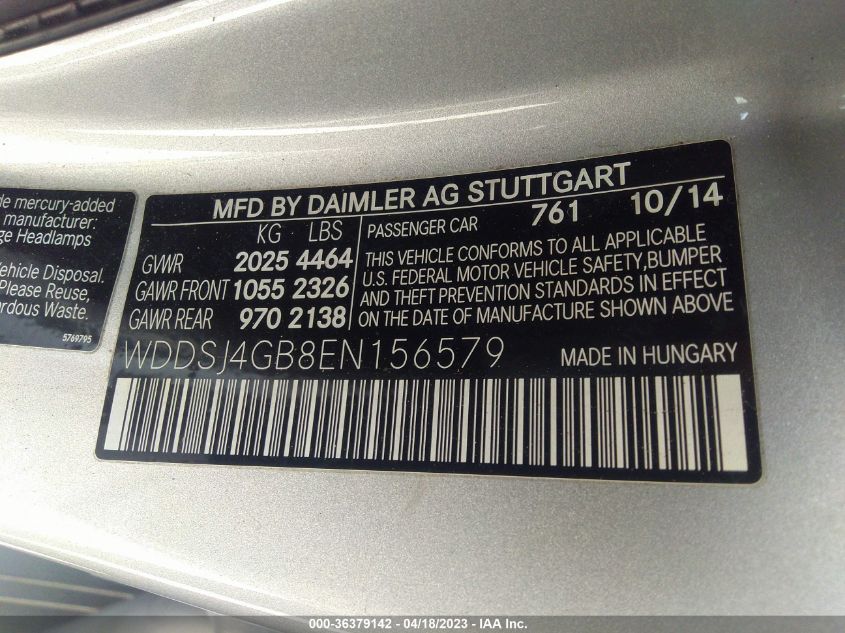 de mercury-added
manufacturer:
ge Headlamps
ehicle Disposal.
Please Reuse,
ardous Waste.
5769795
MFD BY DAIMLER AG STUTTGART
KG LBS
GVWR 2025 4464
GAWR FRONT 1055 2326
GAWR REAR 970 2138
PASSENGER CAR 761 10/14
THIS VEHICLE CONFORMS TO ALL APPLICABLE
U.S. FEDERAL MOTOR VEHICLE SAFETY,BUMPER
AND THEFT PREVENTION STANDARDS IN EFFECT
ON THE DATE OF MANUFACTURE SHOWN ABOVE
WDDSJ4GB8EN156579 MADE IN HUNGARY
000-36379142 - 04/18/2023 - IAA Inc.